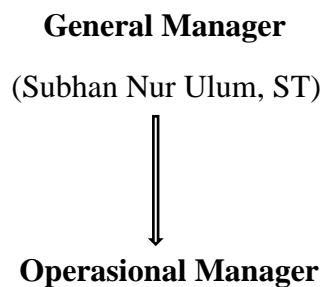 General Manager
(Subhan Nur Ulum, ST)
Operasional Manager